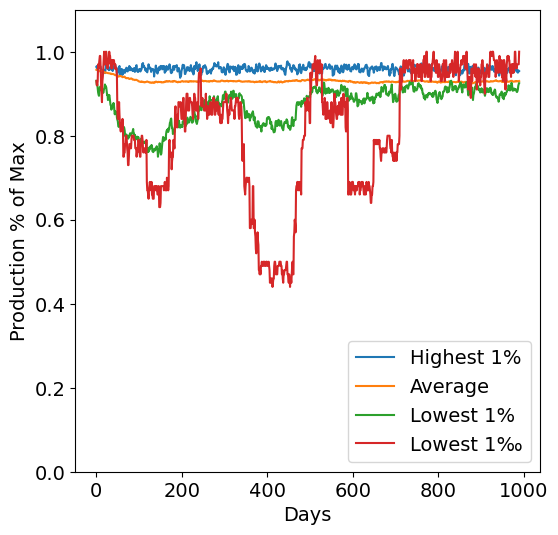 1.0
0.8
0.6
0.4
0.2
0.0
Production % of Max
0 200 400 600 800 1000
Days
Highest 1%
Average
Lowest 1%
Lowest 1‰